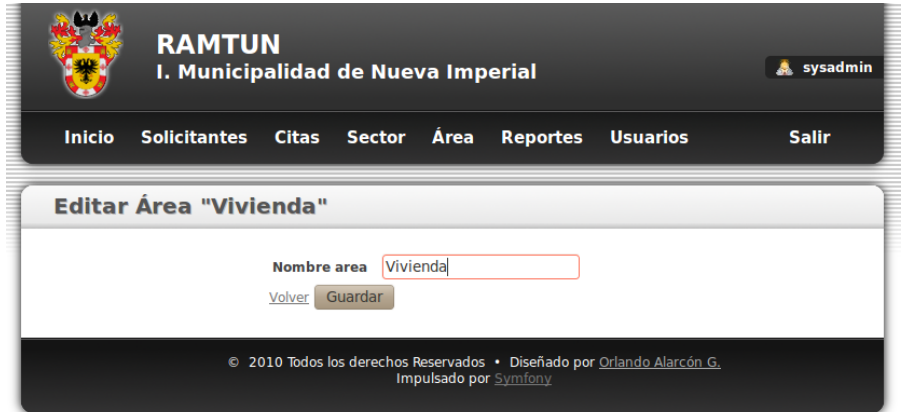 RAMTUN
I. Municipalidad de Nueva Imperial
sysadmin
Inicio Solicitantes Citas Sector Área Reportes Usuarios Salir
Editar Área "Vivienda"
Nombre area Vivienda
Volver Guardar
© 2010 Todos los derechos Reservados • Diseñado por Orlando Alarcón G.
Impulsado por Symfony